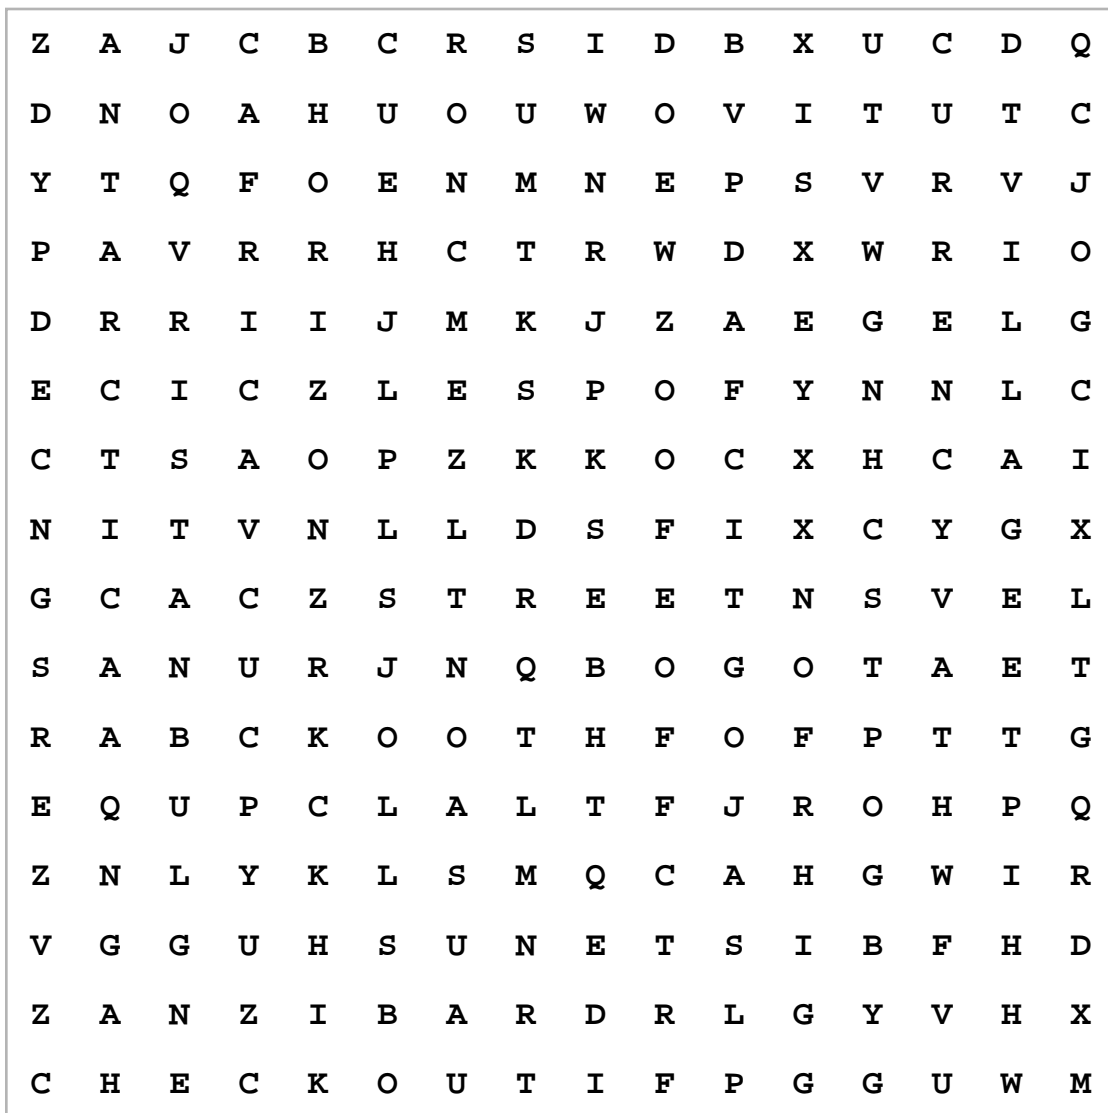 Z A J C B C R S I D B X U C D Q
D N O A H U O U W O V I T U T C
Y T Q F O E N M N E P S V R V J
P A V R R H C T R W D X W R I O
D R R I I J M K J Z A E G E L G
E C I C Z L E S P O F Y N N L C
C T S A O P Z K K O C X H C A I
N I T V N L L D S F I X C Y G X
G C A C Z S T R E E T N S V E L
S A N U R J N Q B O G O T A E T
R A B C K O O T H F O F P T T G
E Q U P C L A L T F J R O H P Q
Z N L Y K L S M Q C A H G W I R
V G G U H S U N E T S I B F H D
Z A N Z I B A R D R L G Y V H X
C H E C K O U T I F P G G U W M